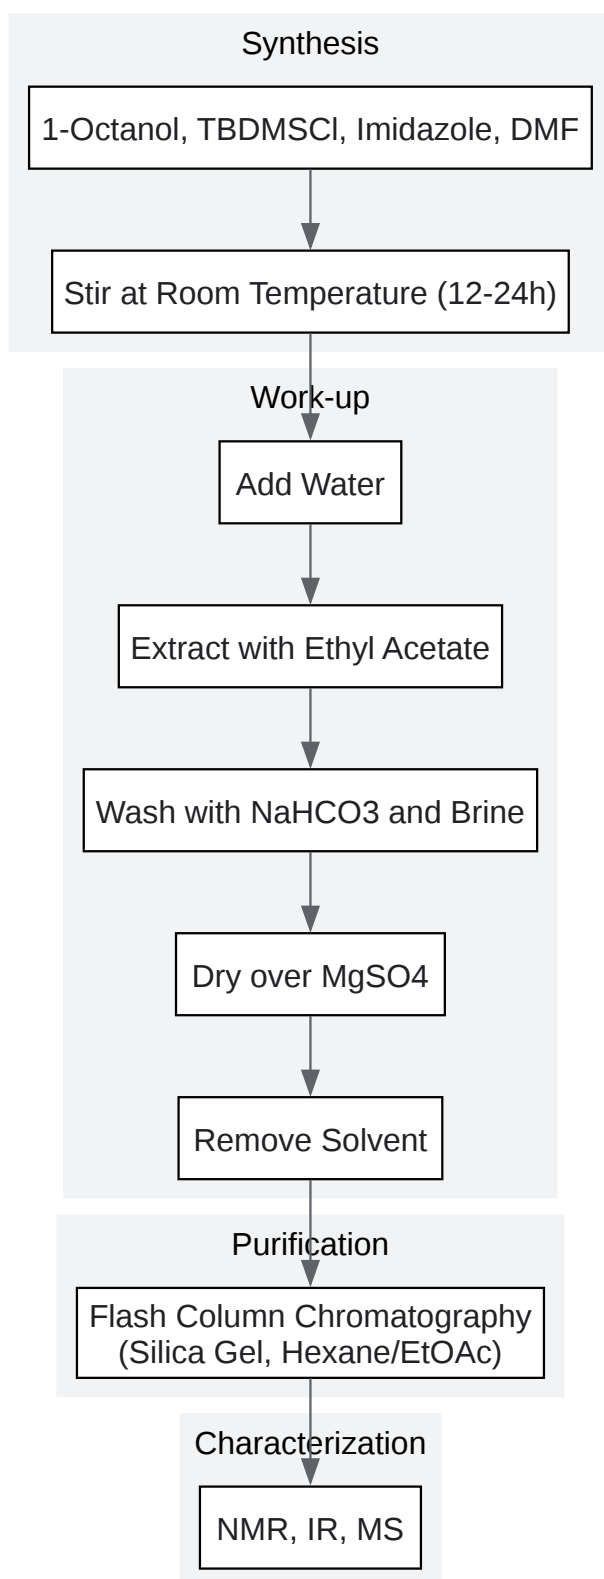 Synthesis
1-Octanol, TBDMSCl, Imidazole, DMF
Stir at Room Temperature (12-24h)
Work-up
Add Water
Extract with Ethyl Acetate
Wash with NaHCO3 and Brine
Dry over MgSO4
Remove Solvent
Purification
Flash Column Chromatography
(Silica Gel, Hexane/EtOAc)
Characterization
NMR, IR, MS